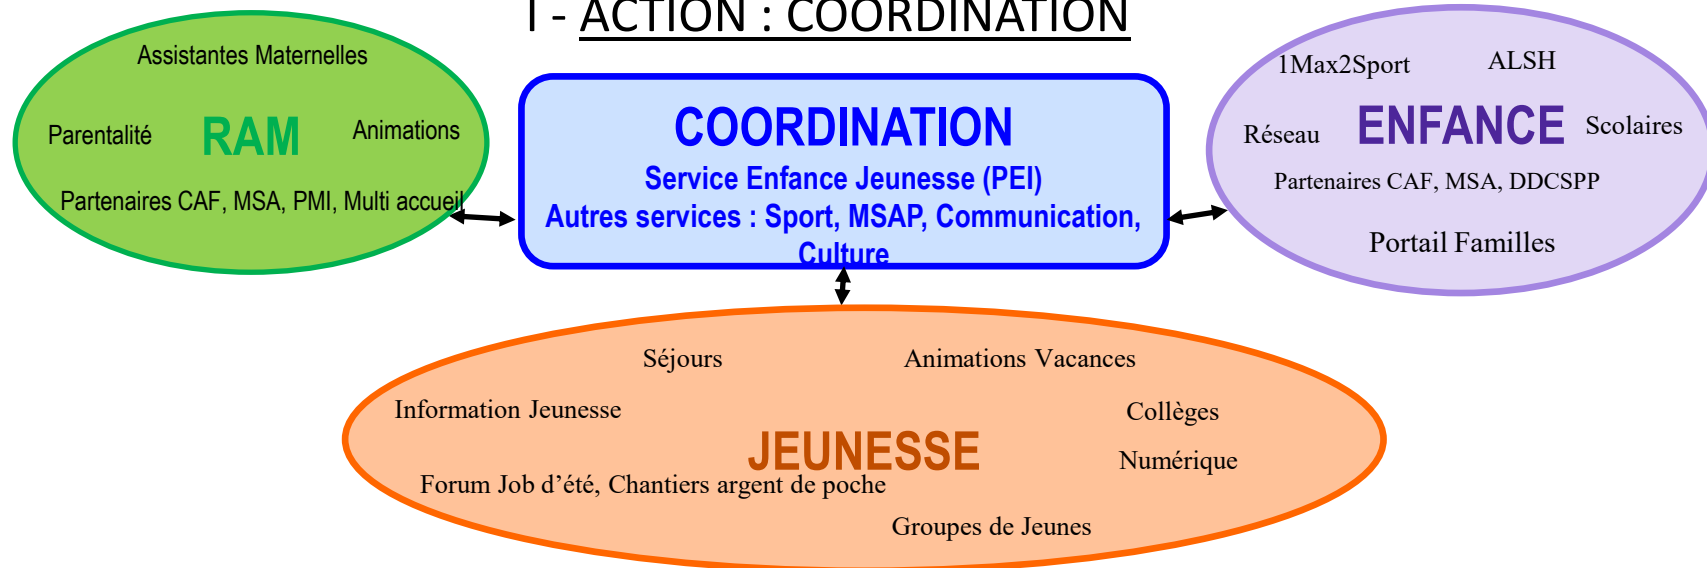 I - ACTION : COORDINATION
Assistantes Maternelles
Parentalité
RAM
Animations
Partenaires CAF, MSA, PMI, Multi accueil
COORDINATION
Service Enfance Jeunesse (PEI)
Autres services : Sport, MSAP, Communication,
Culture
1Max2Sport
ALSH
Réseau
ENFANCE
Scolaires
Partenaires CAF, MSA, DDCSPP
Portail Familles
Séjours
Animations Vacances
Information Jeunesse
Collèges
JEUNESSE
Numérique
Forum Job d’été, Chantiers argent de poche
Groupes de Jeunes